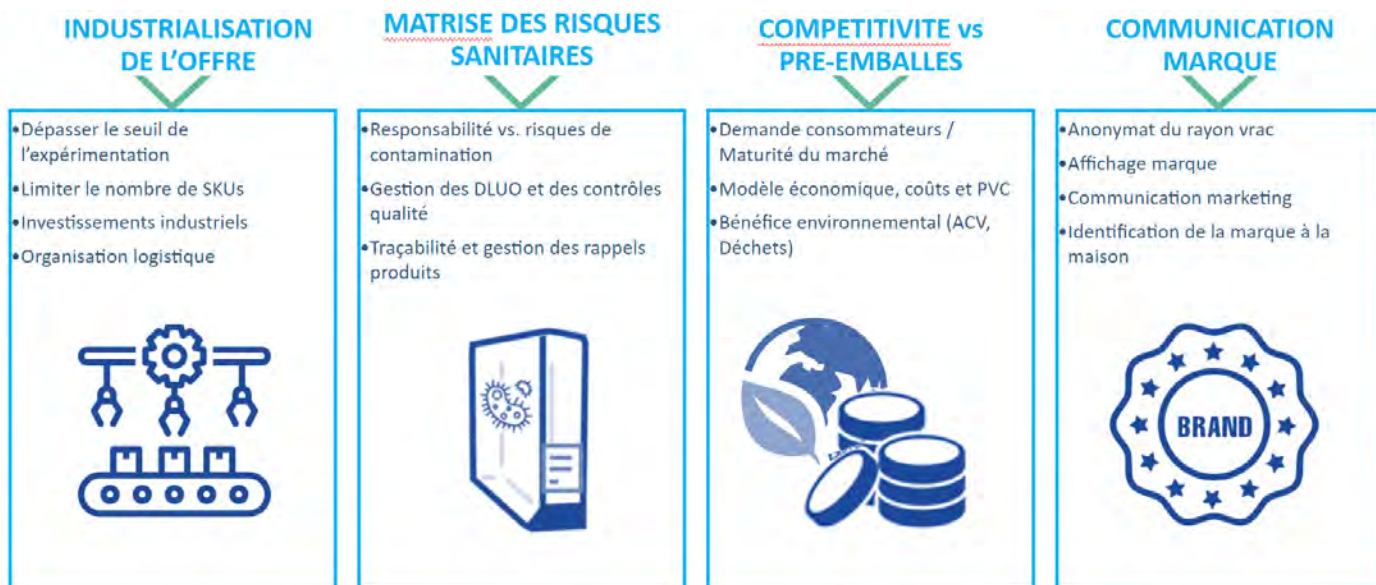 INDUSTRIALISATION
DE L'OFFRE
•Dépasser le seuil de
l'expérimentation
•Limiter le nombre de SKUs
•Investissements industriels
•Organisation logistique
MATRISE DES RISQUES
SANITAIRES
•Responsabilité vs. risques de
contamination
•Gestion des DLUO et des contrôles
qualité
•Traçabilité et gestion des rappels
produits
COMPETITIVITE vs
PRE-EMBALLES
•Demande consommateurs /
Maturité du marché
•Modèle économique, coûts et PVC
•Bénéfice environnemental (ACV,
Déchets)
COMMUNICATION
MARQUE
•Anonymat du rayon vrac
•Affichage marque
•Communication marketing
•Identification de la marque à la
maison
BRAND